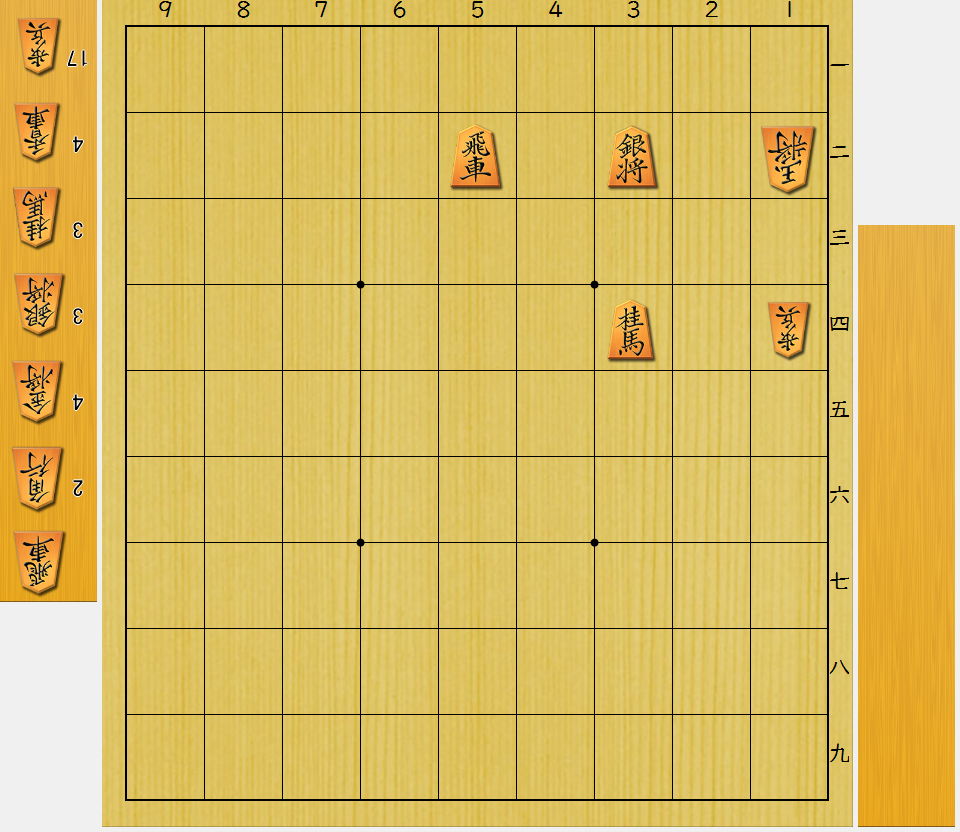 9 8 7 6 5 4 3 2 1
歩兵 17
香車 4
桂馬 3
銀将 3
金将 4
角行 2
飛車
一
飛車 銀将 玉将 二
三
桂馬 歩兵 四
五
六
七
八
九